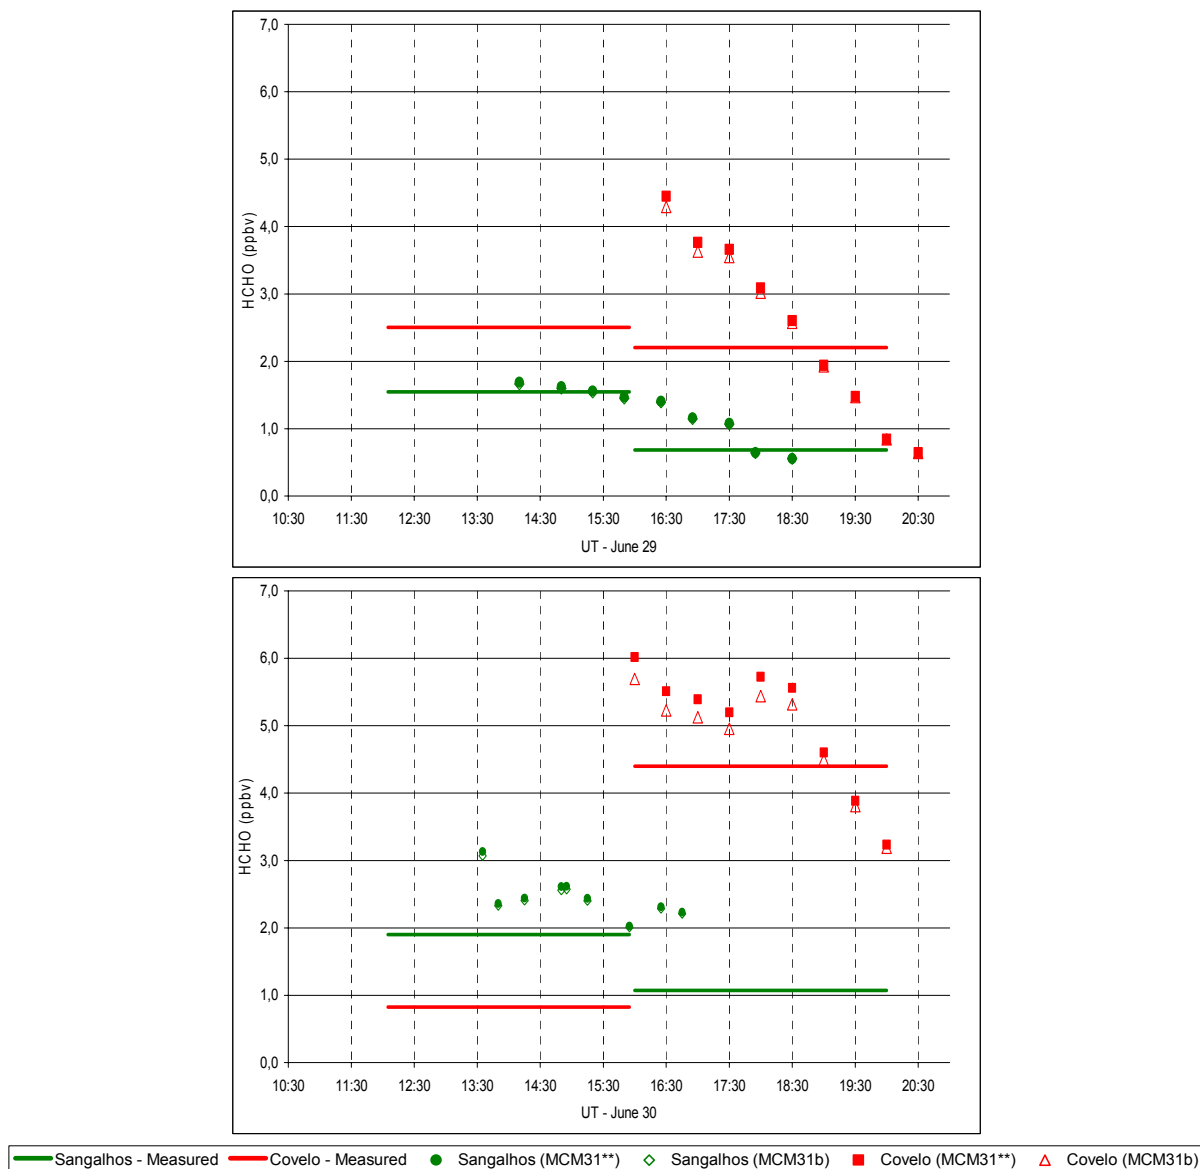 7,0
6,0
5,0
4,0
3,0
2,0
1,0
0,0
HCHO (ppbv)
10:30 11:30 12:30 13:30 14:30 15:30 16:30 17:30 18:30 19:30 20:30
UT - June 29
7,0
6,0
5,0
4,0
3,0
2,0
1,0
0,0
HCHO (ppbv)
10:30 11:30 12:30 13:30 14:30 15:30 16:30 17:30 18:30 19:30 20:30
UT - June 30
Sangalhos - Measured Covelo - Measured Sangalhos (MCM31**) Sangalhos (MCM31b) Covelo (MCM31**) Covelo (MCM31b)